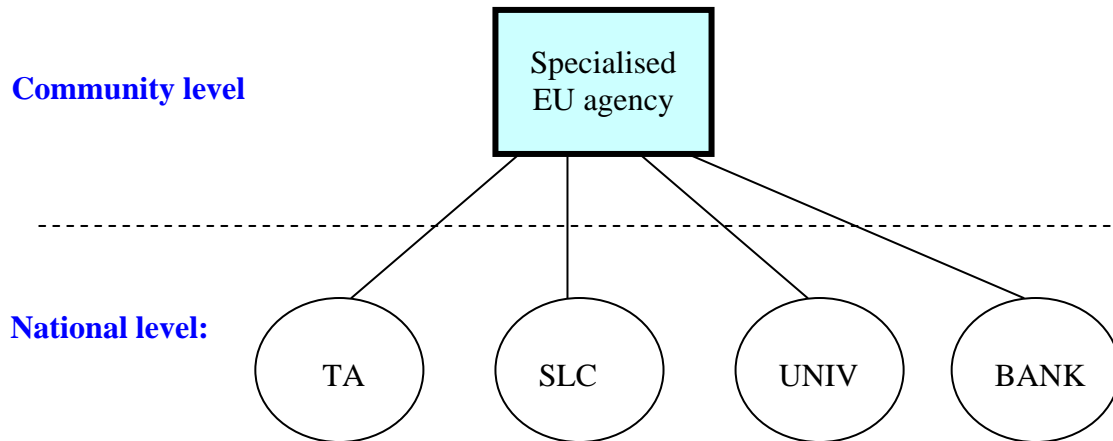 Specialised
EU agency
Community level
National level:
TA
SLC
UNIV
BANK